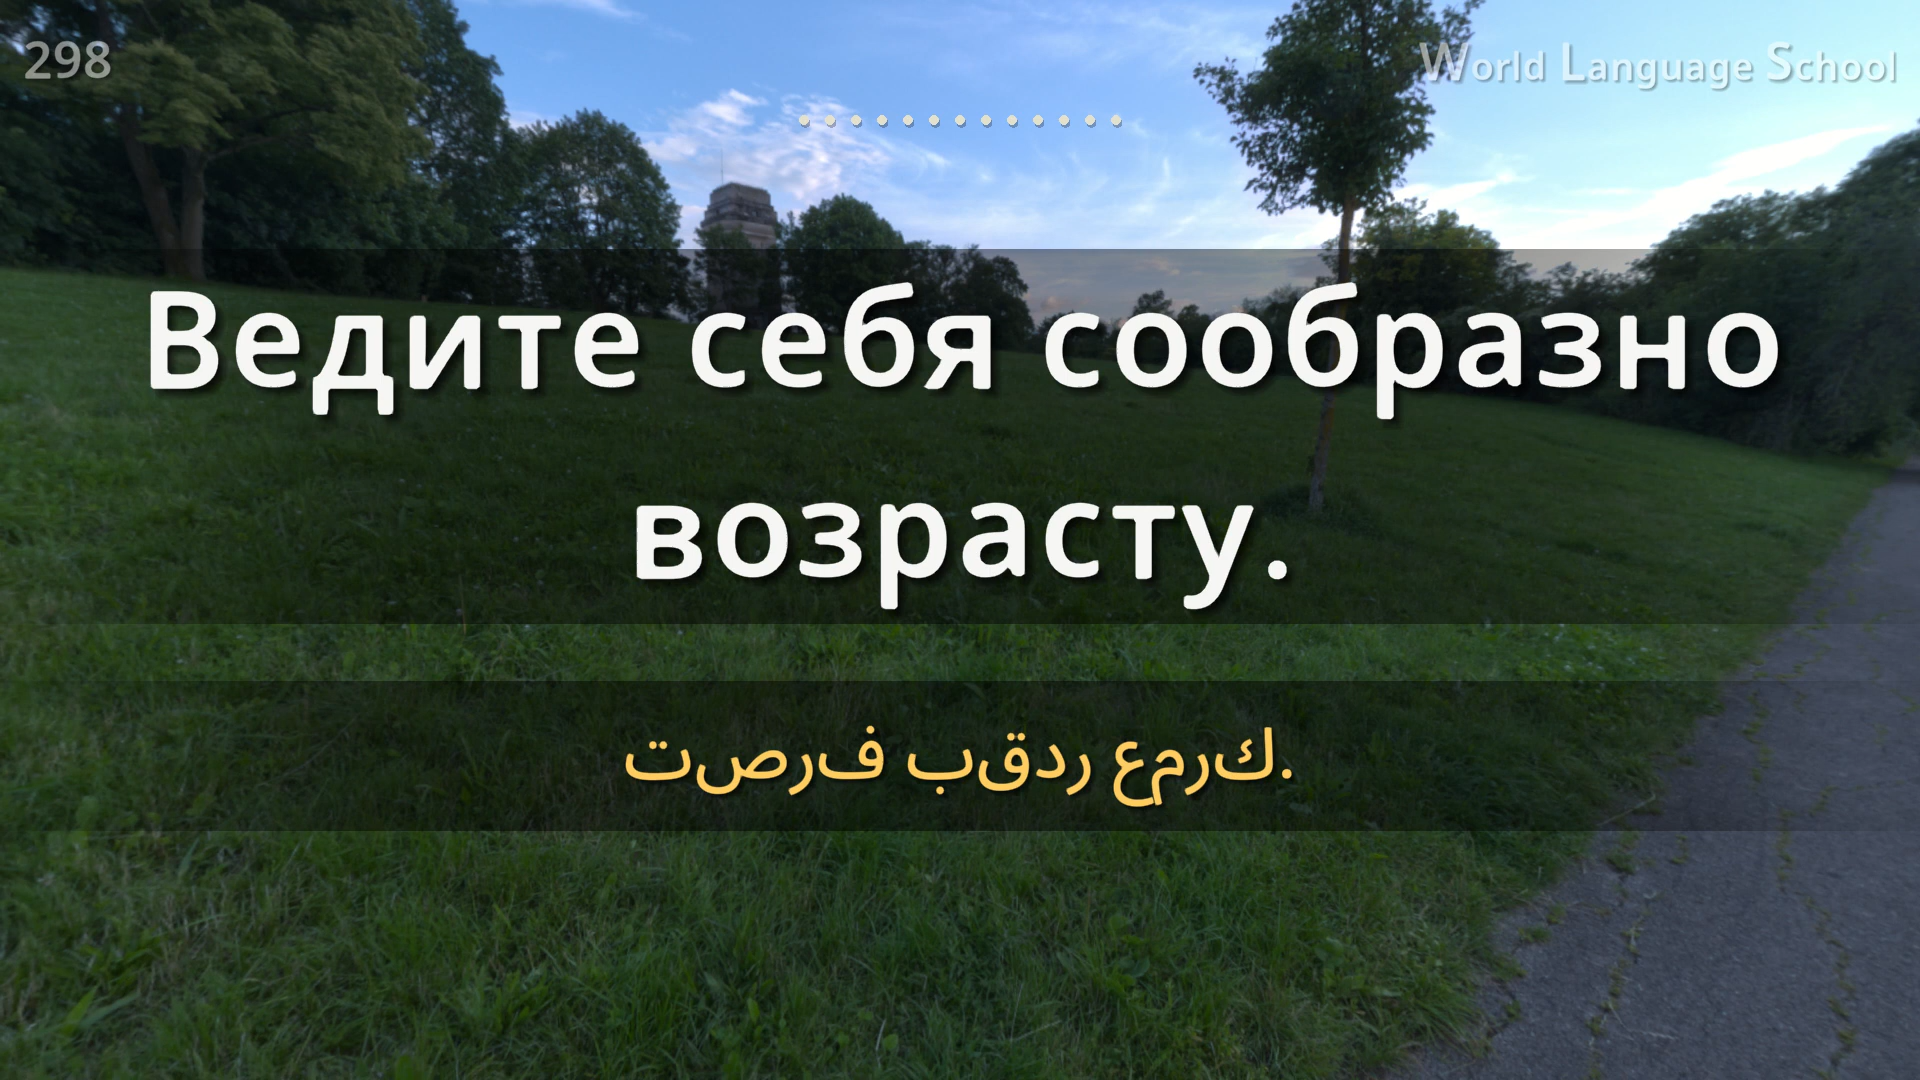 298
World Language School
Ведите себя сообразно
возрасту.
تصرف بقدر عمرك.